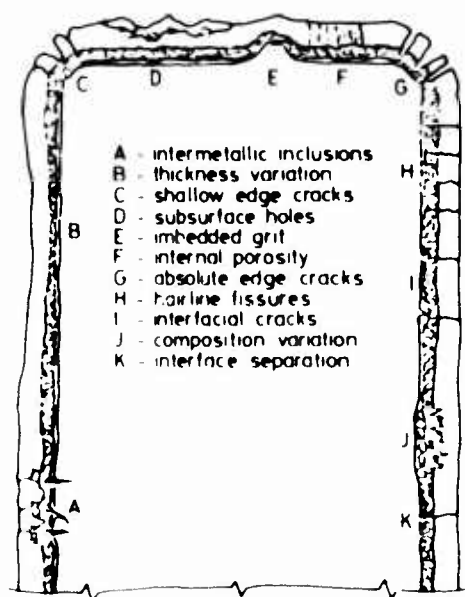 C D E F G
A - intermetallic inclusions
B - thickness variation
C - shallow edge cracks
D - subsurface holes
E - imbedded grit
F - internal porosity
G - absolute edge cracks
H - hairline fissures
I - interfacial cracks
J - composition variation
K - interface separation
H
B
I
J
A
K